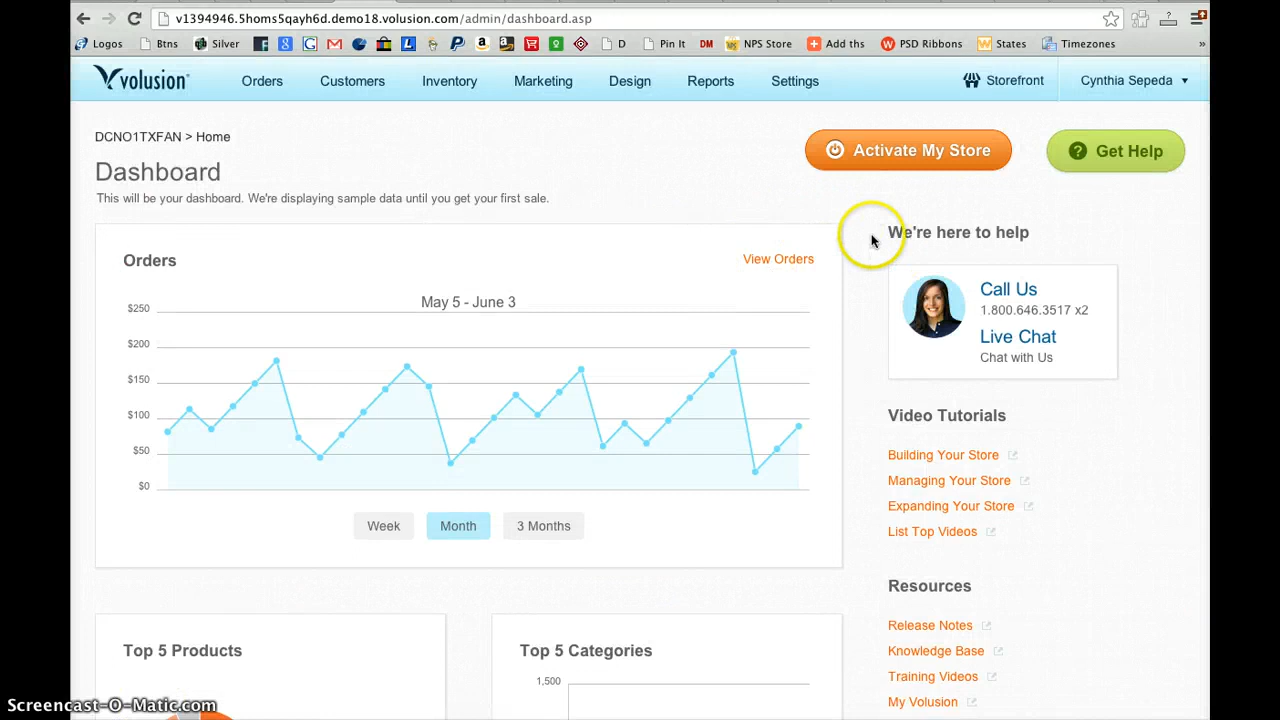 v1394946.5homs5qayh6d.demo18.volusion.com/admin/dashboard.asp
Logos Btns Silver D Pin It DM NPS Store Add ths PSD Ribbons States Timezones »
volusion Orders Customers Inventory Marketing Design Reports Settings Storefront Cynthia Sepeda
DCNO1TXFAN > Home
Activate My Store
? Get Help
Dashboard
This will be your dashboard. We're displaying sample data until you get your first sale.
We're here to help
Orders
View Orders
Call Us
1.800.646.3517 x2
Live Chat
Chat with Us
May 5 - June 3
$250
$200
$150
$100
$50
$0
Week Month 3 Months
Video Tutorials
Building Your Store
Managing Your Store
Expanding Your Store
List Top Videos
Resources
Release Notes
Knowledge Base
Training Videos
My Volusion
Top 5 Products
Top 5 Categories
1,500
Screencast-O-Matic.com